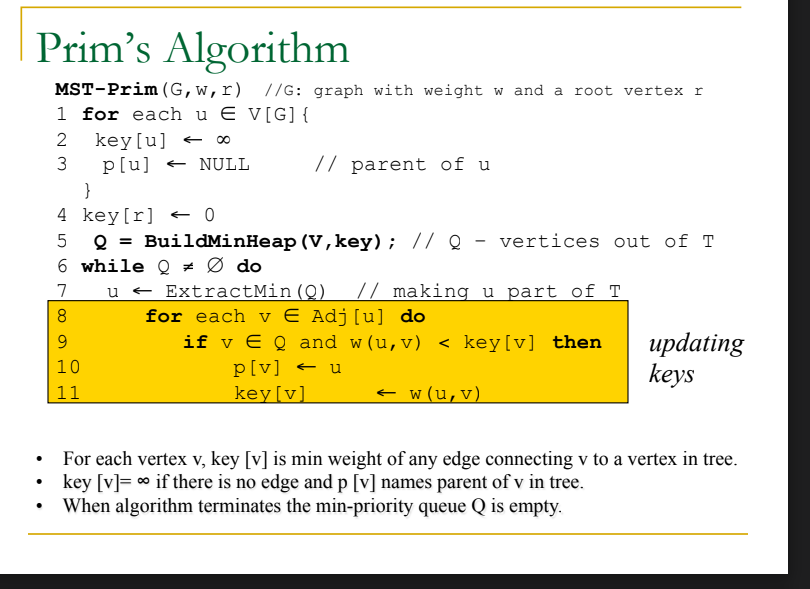 Prim's Algorithm
MST-Prim(G,w,r) //G: graph with weight w and a root vertex r
1 for each u ∈ V[G]{
2 key[u] ← ∞
3 p[u] ← NULL // parent of u
}
4 key[r] ← 0
5 Q = BuildMinHeap(V,key); // Q – vertices out of T
6 while Q ≠ ∅ do
7 u ← ExtractMin(Q) // making u part of T
8 for each v ∈ Adj[u] do
9 if v ∈ Q and w(u,v) < key[v] then
10 p[v] ← u
11 key[v] ← w(u,v)
updating
keys
• For each vertex v, key [v] is min weight of any edge connecting v to a vertex in tree.
• key [v]= ∞ if there is no edge and p [v] names parent of v in tree.
• When algorithm terminates the min-priority queue Q is empty.